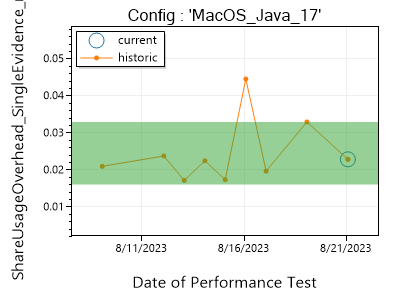 Config : 'MacOS_Java_17'
ShareUsageOverhead_SingleEvidence_
current
historic
0.05
0.04
0.03
0.02
0.01
8/11/2023
8/16/2023
8/21/2023
Date of Performance Test